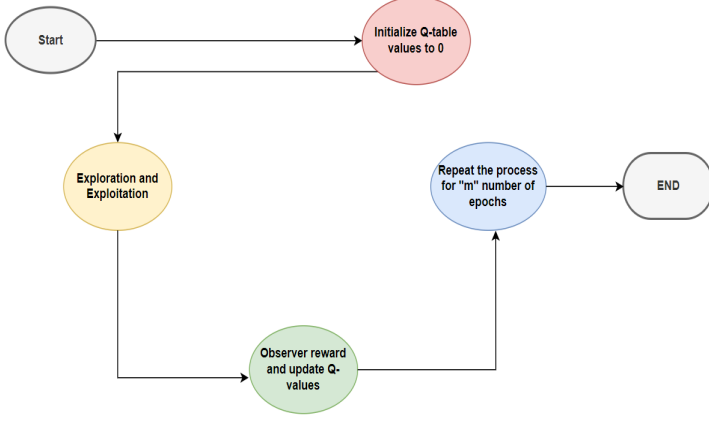 Start
Initialize Q-table
values to 0
Exploration and
Exploitation
Repeat the process
for "m" number of
epochs
END
Observer reward
and update Q-
values